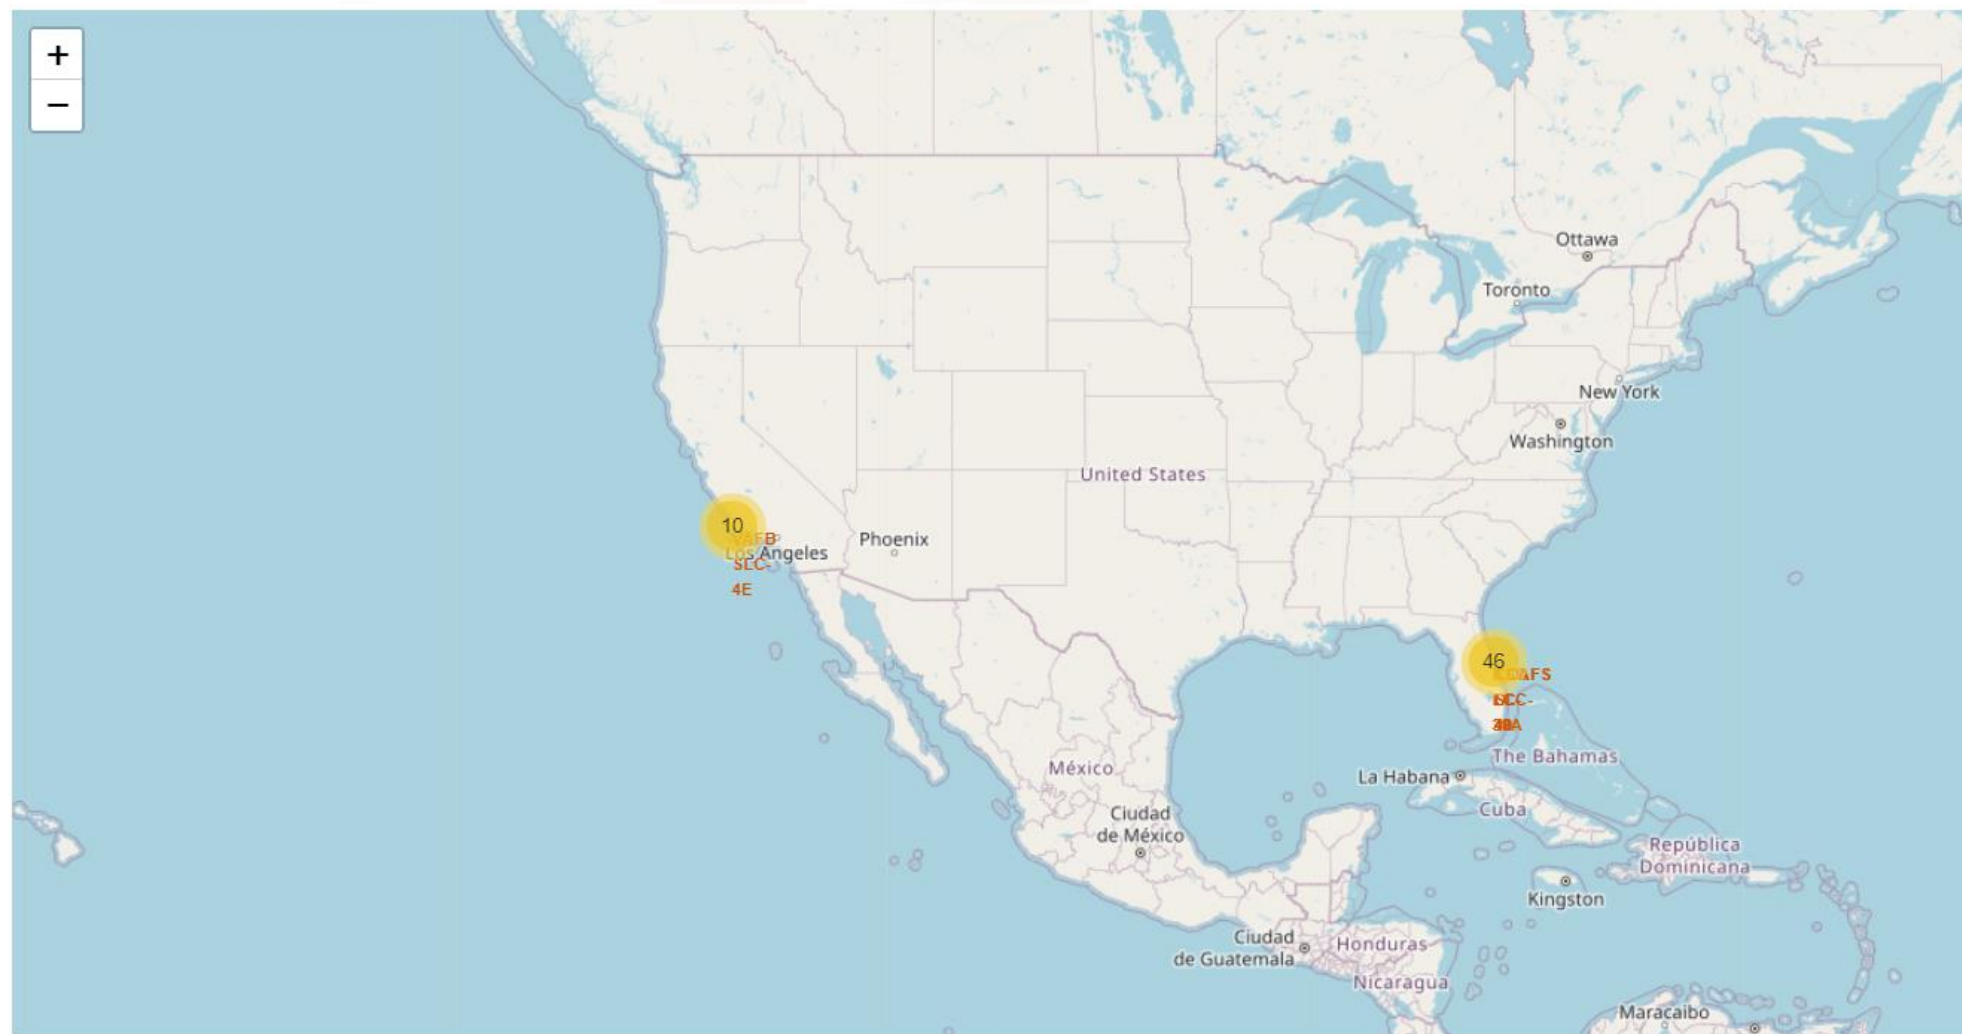 +
−
Ottawa
Toronto
New York
Washington
United States
10
VAFB
Los Angeles
SLC-
4E
Phoenix
46
México
Ciudad
de México
La Habana
The Bahamas
Cuba
República
Dominicana
Kingston
Ciudad
de Guatemala
Honduras
Nicaragua
Maracaibo